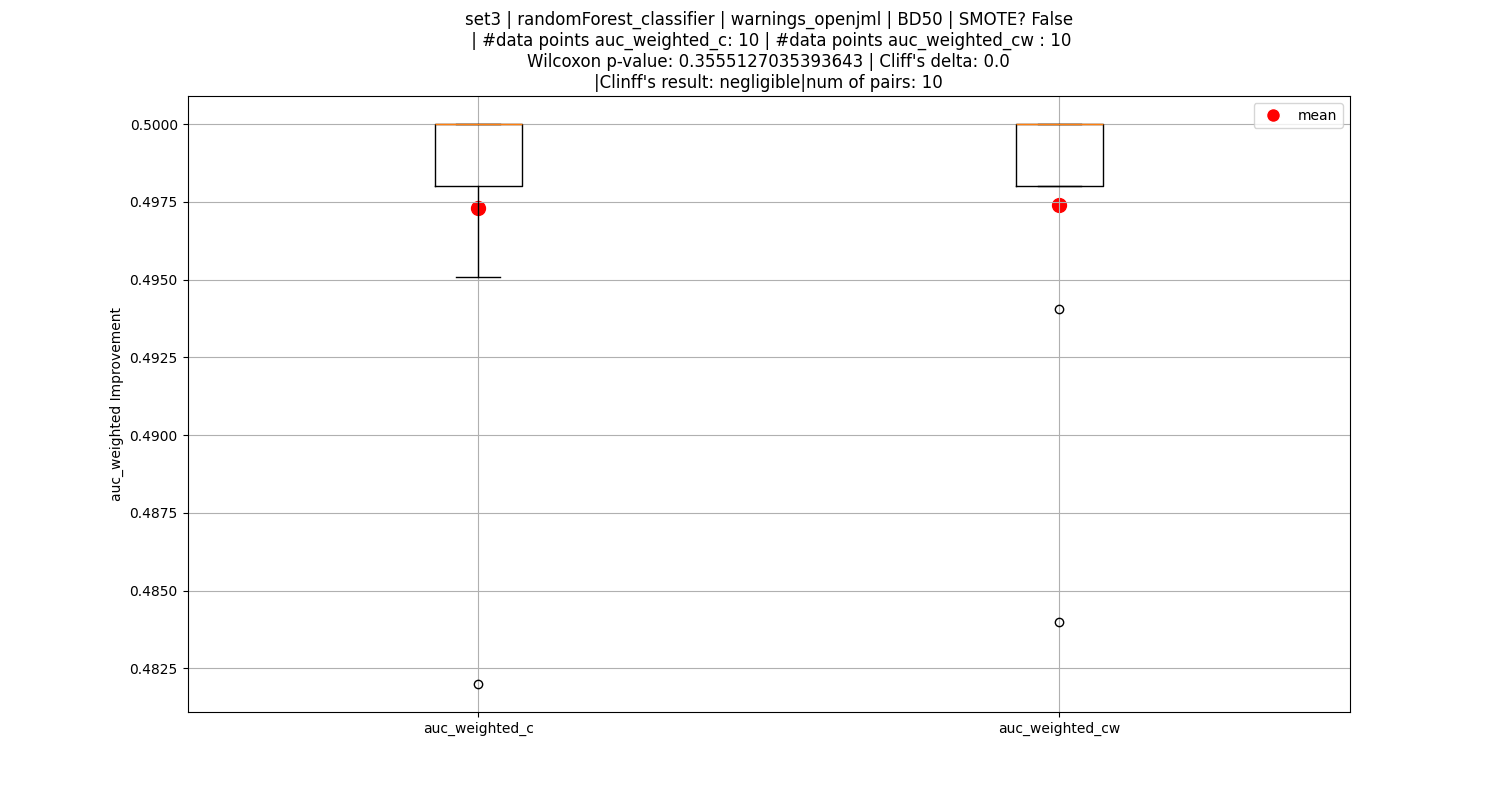 set3 | randomForest_classifier | warnings_openjml | BD50 | SMOTE? False
| #data points auc_weighted_c: 10 | #data points auc_weighted_cw : 10
Wilcoxon p-value: 0.3555127035393643 | Cliff's delta: 0.0
|Clinff's result: negligible|num of pairs: 10
mean
auc_weighted Improvement
0.5000
0.4975
0.4950
0.4925
0.4900
0.4875
0.4850
0.4825
auc_weighted_c
auc_weighted_cw